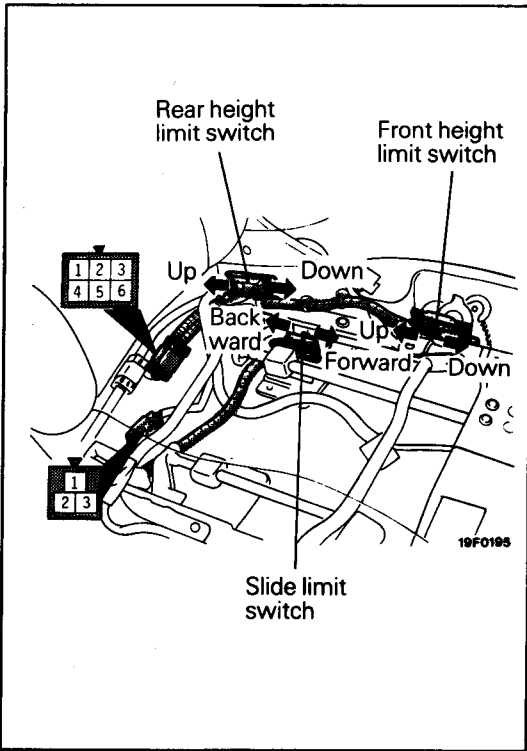 Rear height
limit switch
Front height
limit switch
1 2 3
4 5 6
Up
Down
Back
ward
Up
Forward
Down
1
2 3
19F0195
Slide limit
switch